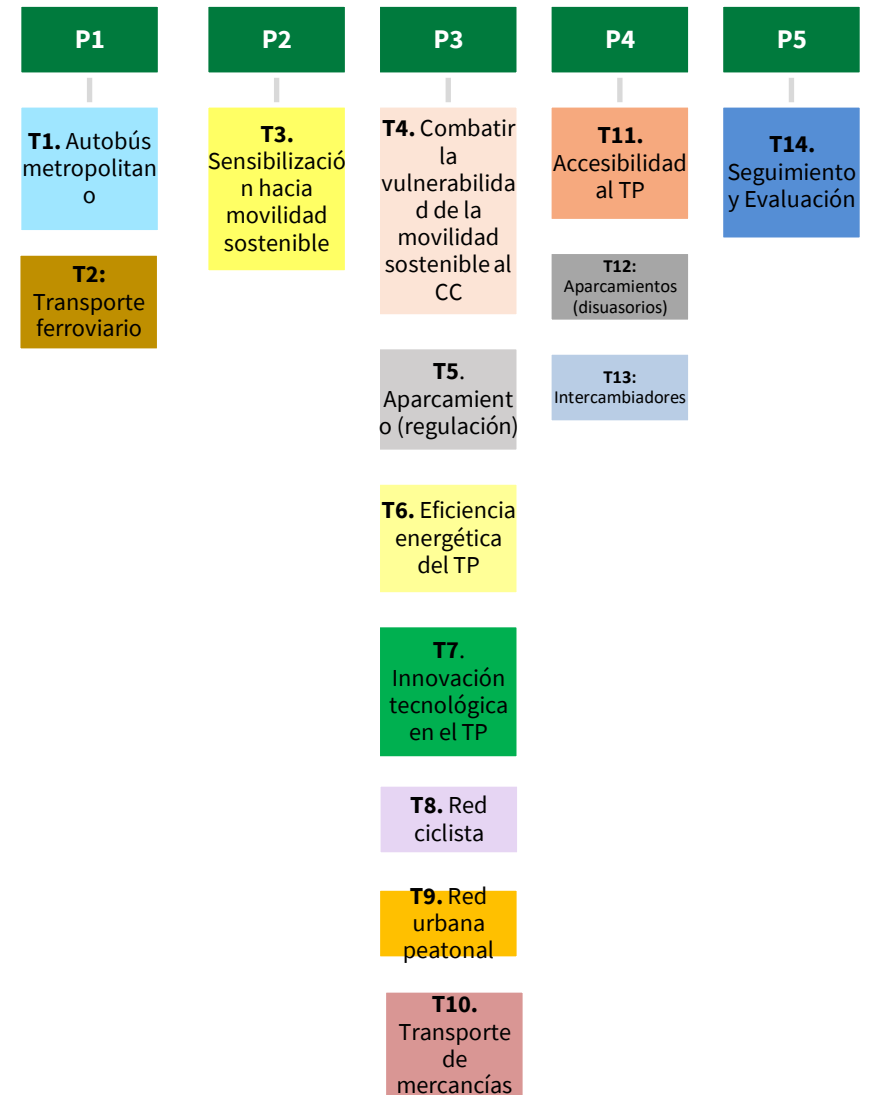 P1
T1. Autobús
metropolitan
o
T2:
Transporte
ferroviario
P2
T3.
Sensibilizació
n hacia
movilidad
sostenible
P3
T4. Combatir
la
vulnerabilida
d de la
movilidad
sostenible al
CC
T5.
Aparcamient
o (regulación)
T6. Eficiencia
energética
del TP
T7.
Innovación
tecnológica
en el TP
T8. Red
ciclista
T9. Red
urbana
peatonal
T10.
Transporte
de
mercancías
P4
T11.
Accesibilidad
al TP
T12:
Aparcamientos
(disuasorios)
T13:
Intercambiadores
P5
T14.
Seguimiento
y Evaluación